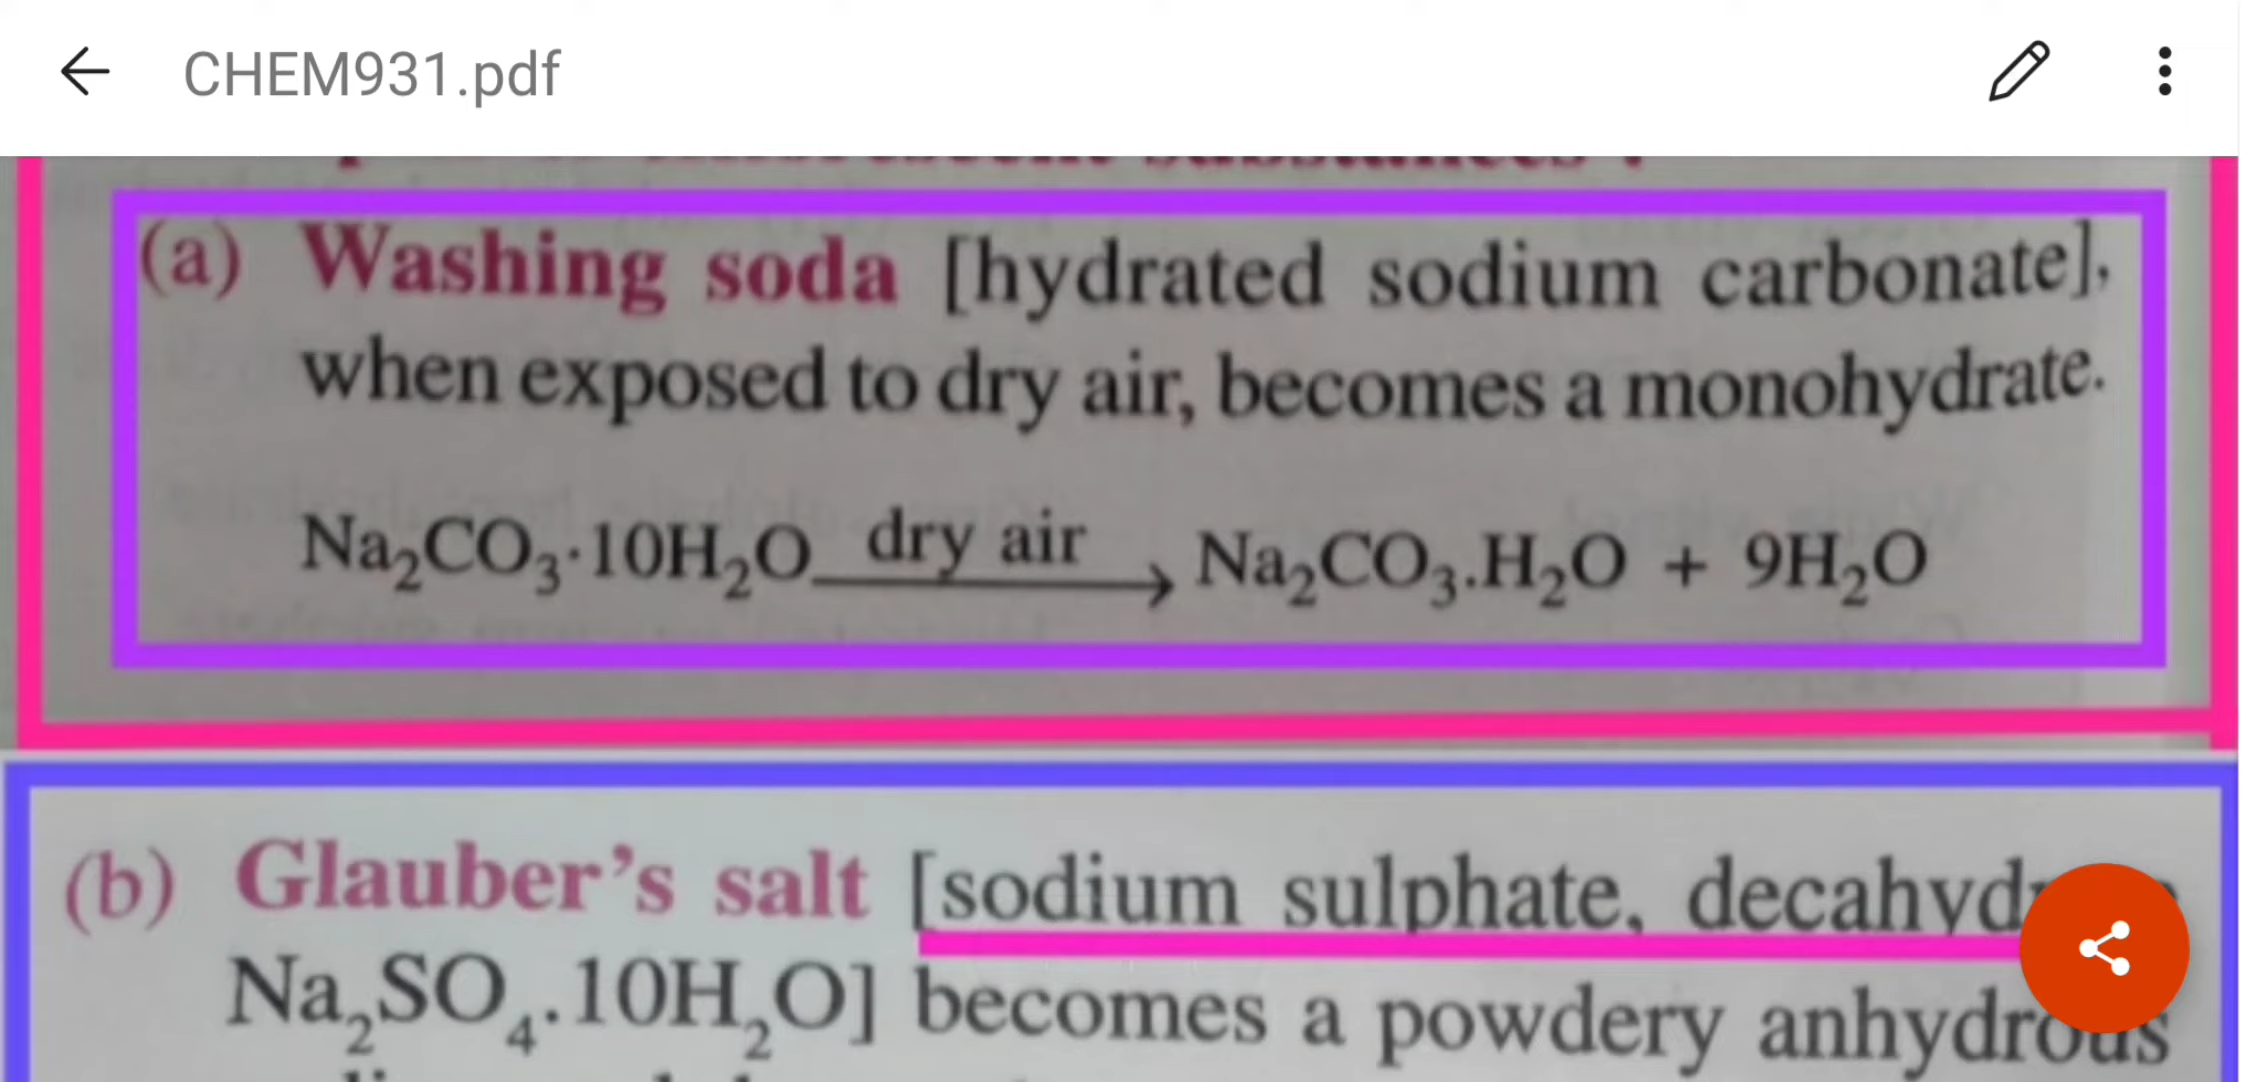 CHEM931.pdf
substances :
(a) Washing soda [hydrated sodium carbonate],
when exposed to dry air, becomes a monohydrate.
Na₂CO₃·10H₂O dry air → Na₂CO₃.H₂O + 9H₂O
(b) Glauber's salt [sodium sulphate,
Na₂SO₄.10H₂O] becomes a powdery anhydrous